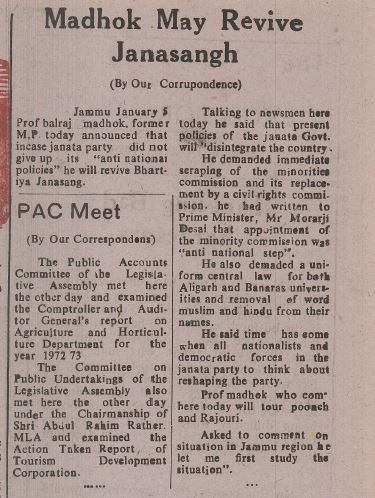 Madhok May Revive
Janasangh
(By Our Corrupondence)
Jammu January 5
Prof balraj madhok, former
M.P. today announced that
incase janata party did not
give up its "anti national
policies" he will revive Bhart-
iya Janasang.
Talking to newsmen here
today he said that present
policies of the janata Govt.
will "disintegrate the country.
He demanded immediate
scraping of the minorities
commission and its replace-
ment by a civil rights commi-
ssion. he had written to
Prime Minister, Mr Morarji
Desai that appointment of
the minority commission was
"anti national step".
He also demaded a uni-
form central law for both
Aligarh and Banaras univers-
ities and removal of word
muslim and hindu from their
names.
He said time has come
when all nationalists and
democratic forces in the
janata party to think about
reshaping the party.
Prof madhok who com-
here today will tour poonch
and Rajouri.
Asked to comment on
situation in Jammu region he
let me first study the
situation".
...
PAC Meet
(By Our Correspondens)
The Public Accounts
Committee of the Legisla-
tive Assembly met here
the other day and examined
the Comptroller and Audi-
tor General's report on
Agriculture and Horticul-
ture Department for the
year 1972 73
The Committee on
Public Undertakings of the
Legislative Assembly also
met here the other day
under the Chairmanship of
Shri Abdul Rahim Rather.
MLA and examined the
Action Tnken Report, of
Tourism Development
Corporation.
......